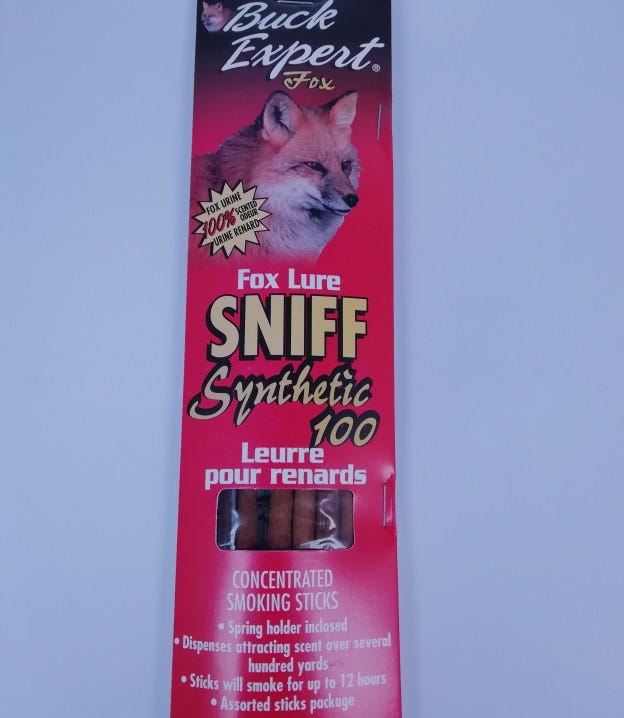 Buck
Expert®
Fox
FOX URINE
100% SCENTED
ODEUR
URINE RENARD
Fox Lure
SNIFF
Synthetic
100
Leurre
pour renards
CONCENTRATED
SMOKING STICKS
• Spring holder inclosed
• Dispenses attracting scent over several
hundred yards
• Sticks will smoke for up to 12 hours
• Assorted sticks package